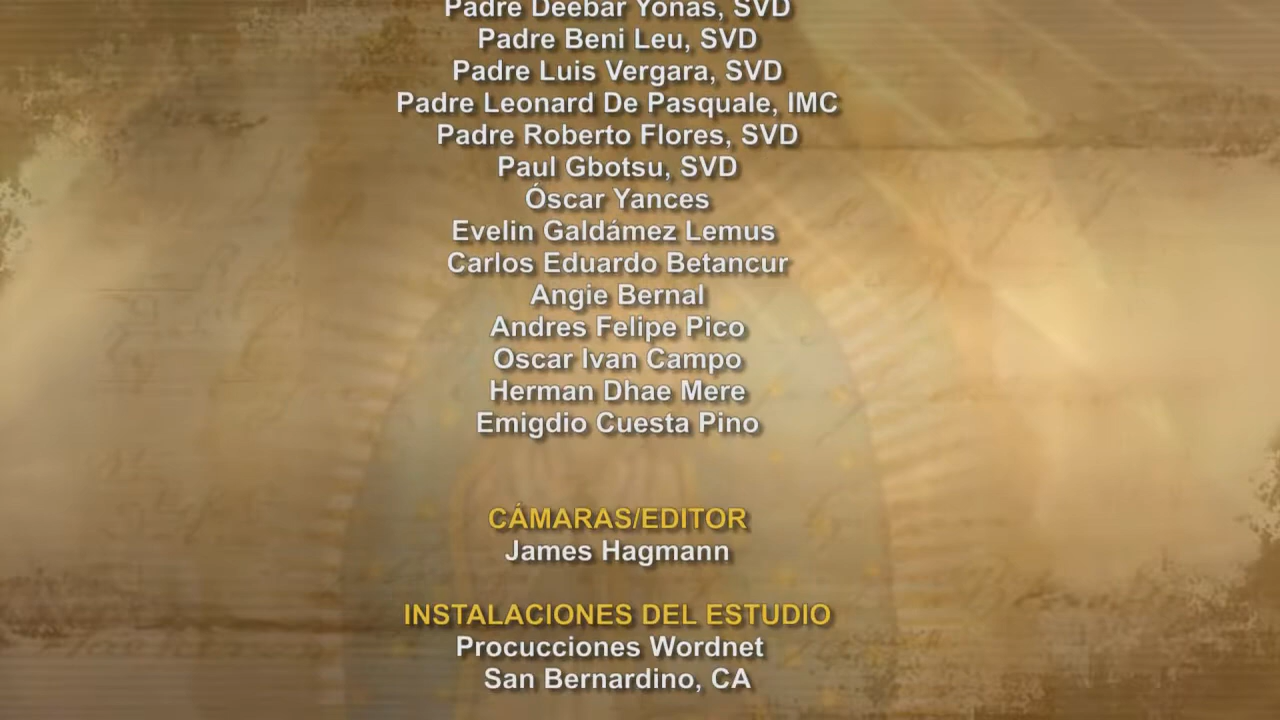 Padre Deebar Yonas, SVD
Padre Beni Leu, SVD
Padre Luis Vergara, SVD
Padre Leonard De Pasquale, IMC
Padre Roberto Flores, SVD
Paul Gbotsu, SVD
Óscar Yances
Evelin Galdámez Lemus
Carlos Eduardo Betancur
Angie Bernal
Andres Felipe Pico
Oscar Ivan Campo
Herman Dhae Mere
Emigdio Cuesta Pino
CÁMARAS/EDITOR
James Hagmann
INSTALACIONES DEL ESTUDIO
Procucciones Wordnet
San Bernardino, CA